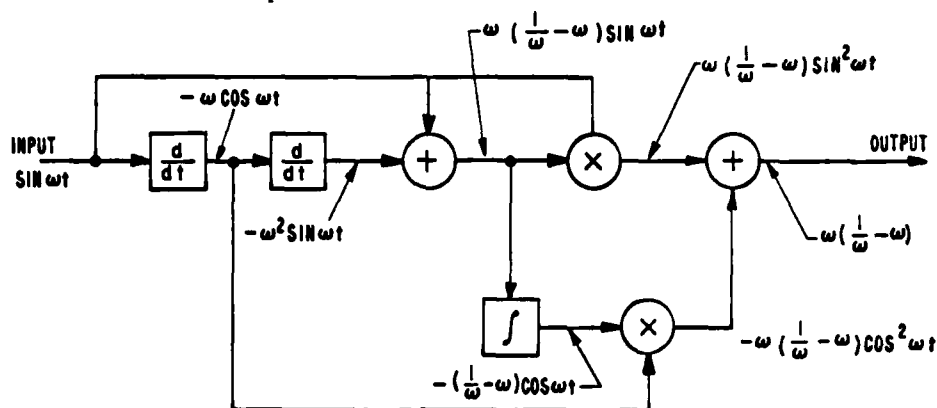 ω (1/ω − ω) SIN ωt
ω (1/ω − ω) SIN² ωt
− ω COS ωt
INPUT
SIN ωt
d/dt
d/dt
+
×
+
OUTPUT
−ω² SIN ωt
ω(1/ω − ω)
∫
×
−(1/ω − ω) COS ωt
−ω (1/ω − ω) COS² ωt